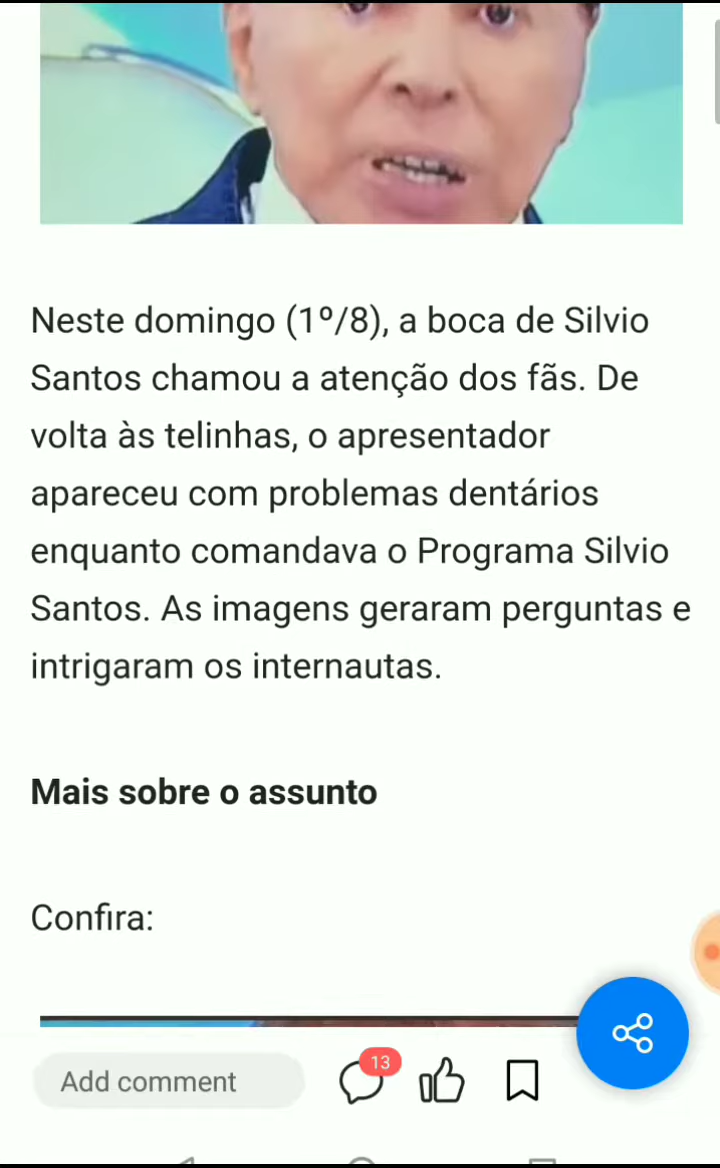 Neste domingo (1º/8), a boca de Silvio
Santos chamou a atenção dos fãs. De
volta às telinhas, o apresentador
apareceu com problemas dentários
enquanto comandava o Programa Silvio
Santos. As imagens geraram perguntas e
intrigaram os internautas.
Mais sobre o assunto
Confira:
Add comment
13